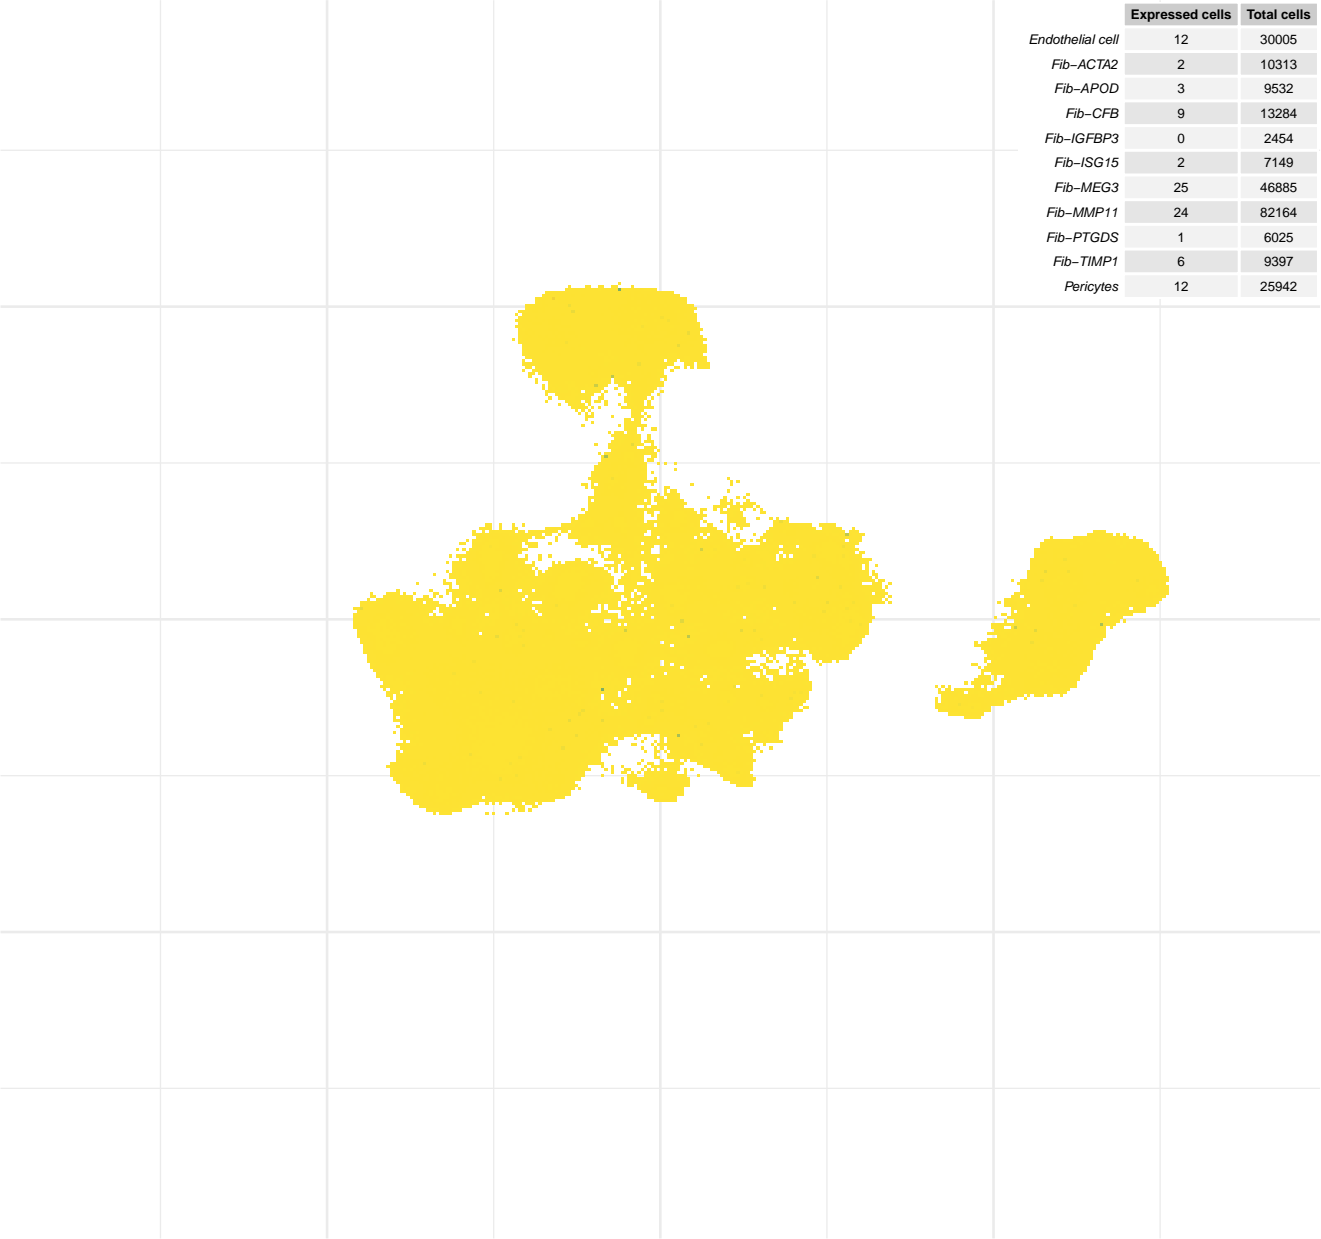 Expressed cells Total cells
Endothelial cell 12 30005
Fib−ACTA2 2 10313
Fib−APOD 3 9532
Fib−CFB 9 13284
Fib−IGFBP3 0 2454
Fib−ISG15 2 7149
Fib−MEG3 25 46885
Fib−MMP11 24 82164
Fib−PTGDS 1 6025
Fib−TIMP1 6 9397
Pericytes 12 25942